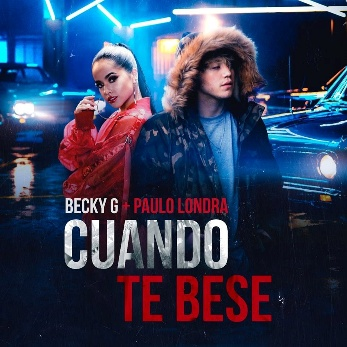 BECKY G + PAULO LONDRA
CUANDO
TE BESE